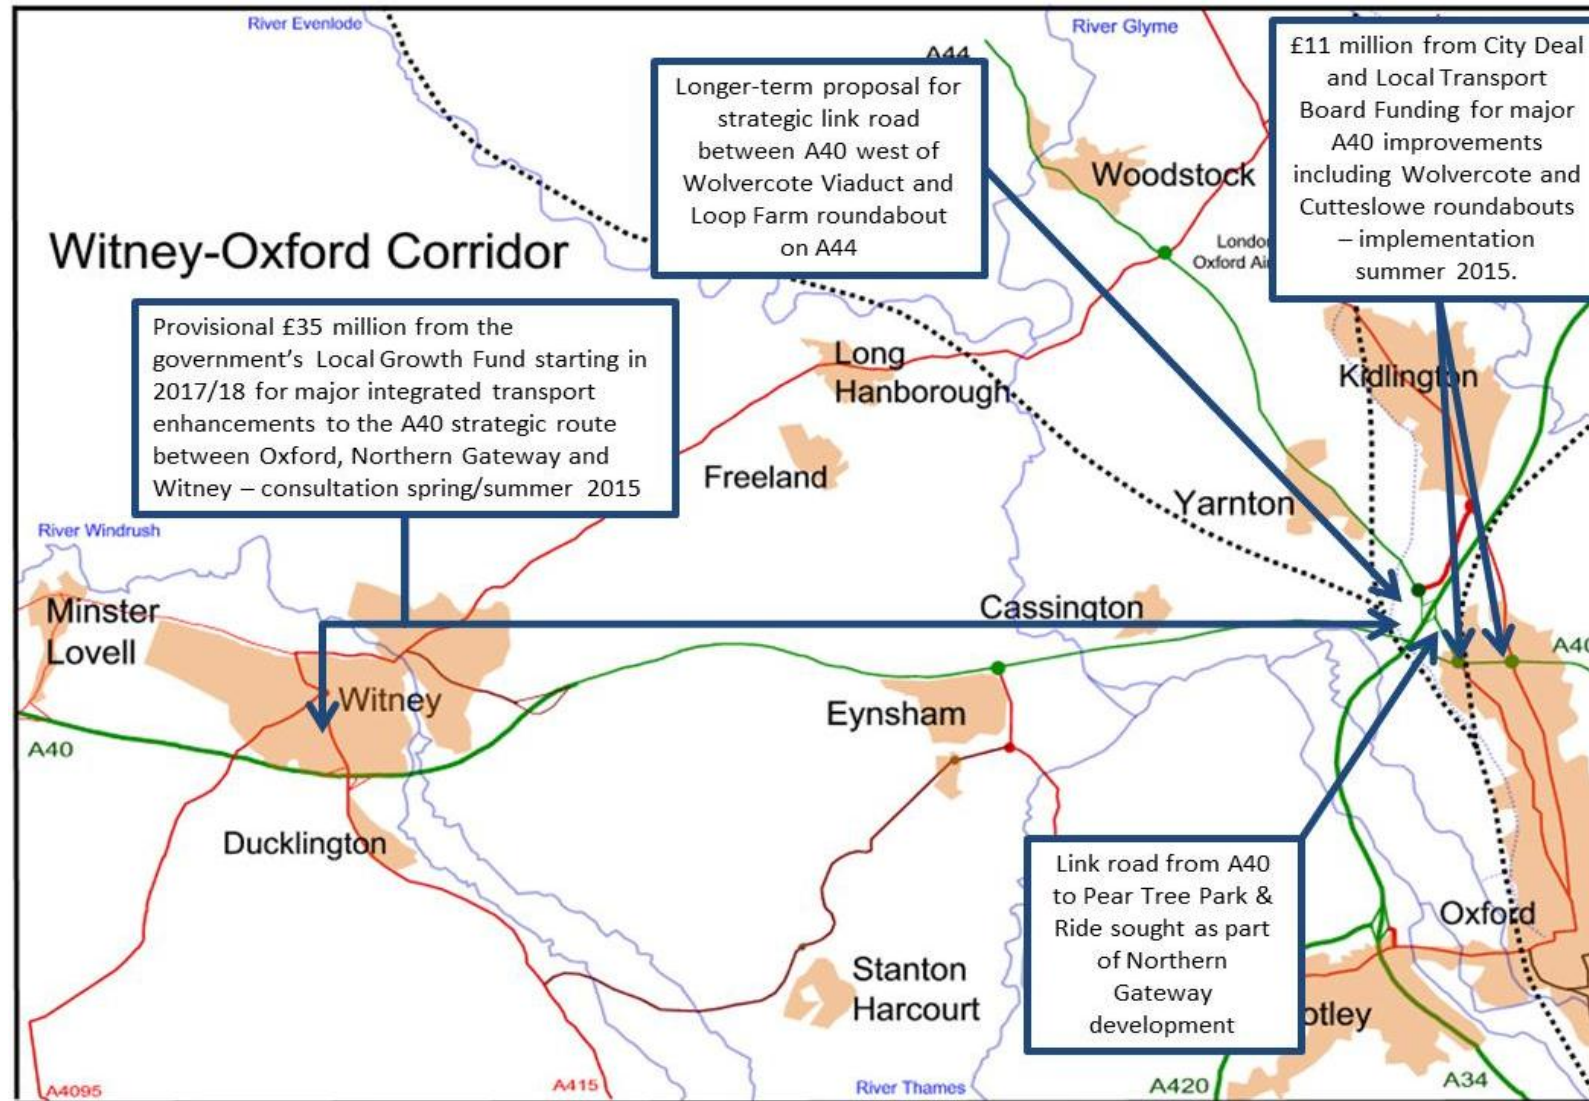 River Evenlode
River Glyme
A44
Longer-term proposal for
strategic link road
between A40 west of
Wolvercote Viaduct and
Loop Farm roundabout
on A44
£11 million from City Deal
and Local Transport
Board Funding for major
A40 improvements
including Wolvercote and
Cutteslowe roundabouts
– implementation
summer 2015.
Woodstock
Witney-Oxford Corridor
Londo
Oxford Ai
Provisional £35 million from the
government's Local Growth Fund starting in
2017/18 for major integrated transport
enhancements to the A40 strategic route
between Oxford, Northern Gateway and
Witney – consultation spring/summer 2015
Long
Hanborough
Kidlington
Freeland
Yarnton
River Windrush
Minster
Lovell
Cassington
A40
Witney
Eynsham
A40
Ducklington
Link road from A40
to Pear Tree Park &
Ride sought as part
of Northern
Gateway
development
Oxford
Stanton
Harcourt
otley
A4095
A415
River Thames
A420
A34